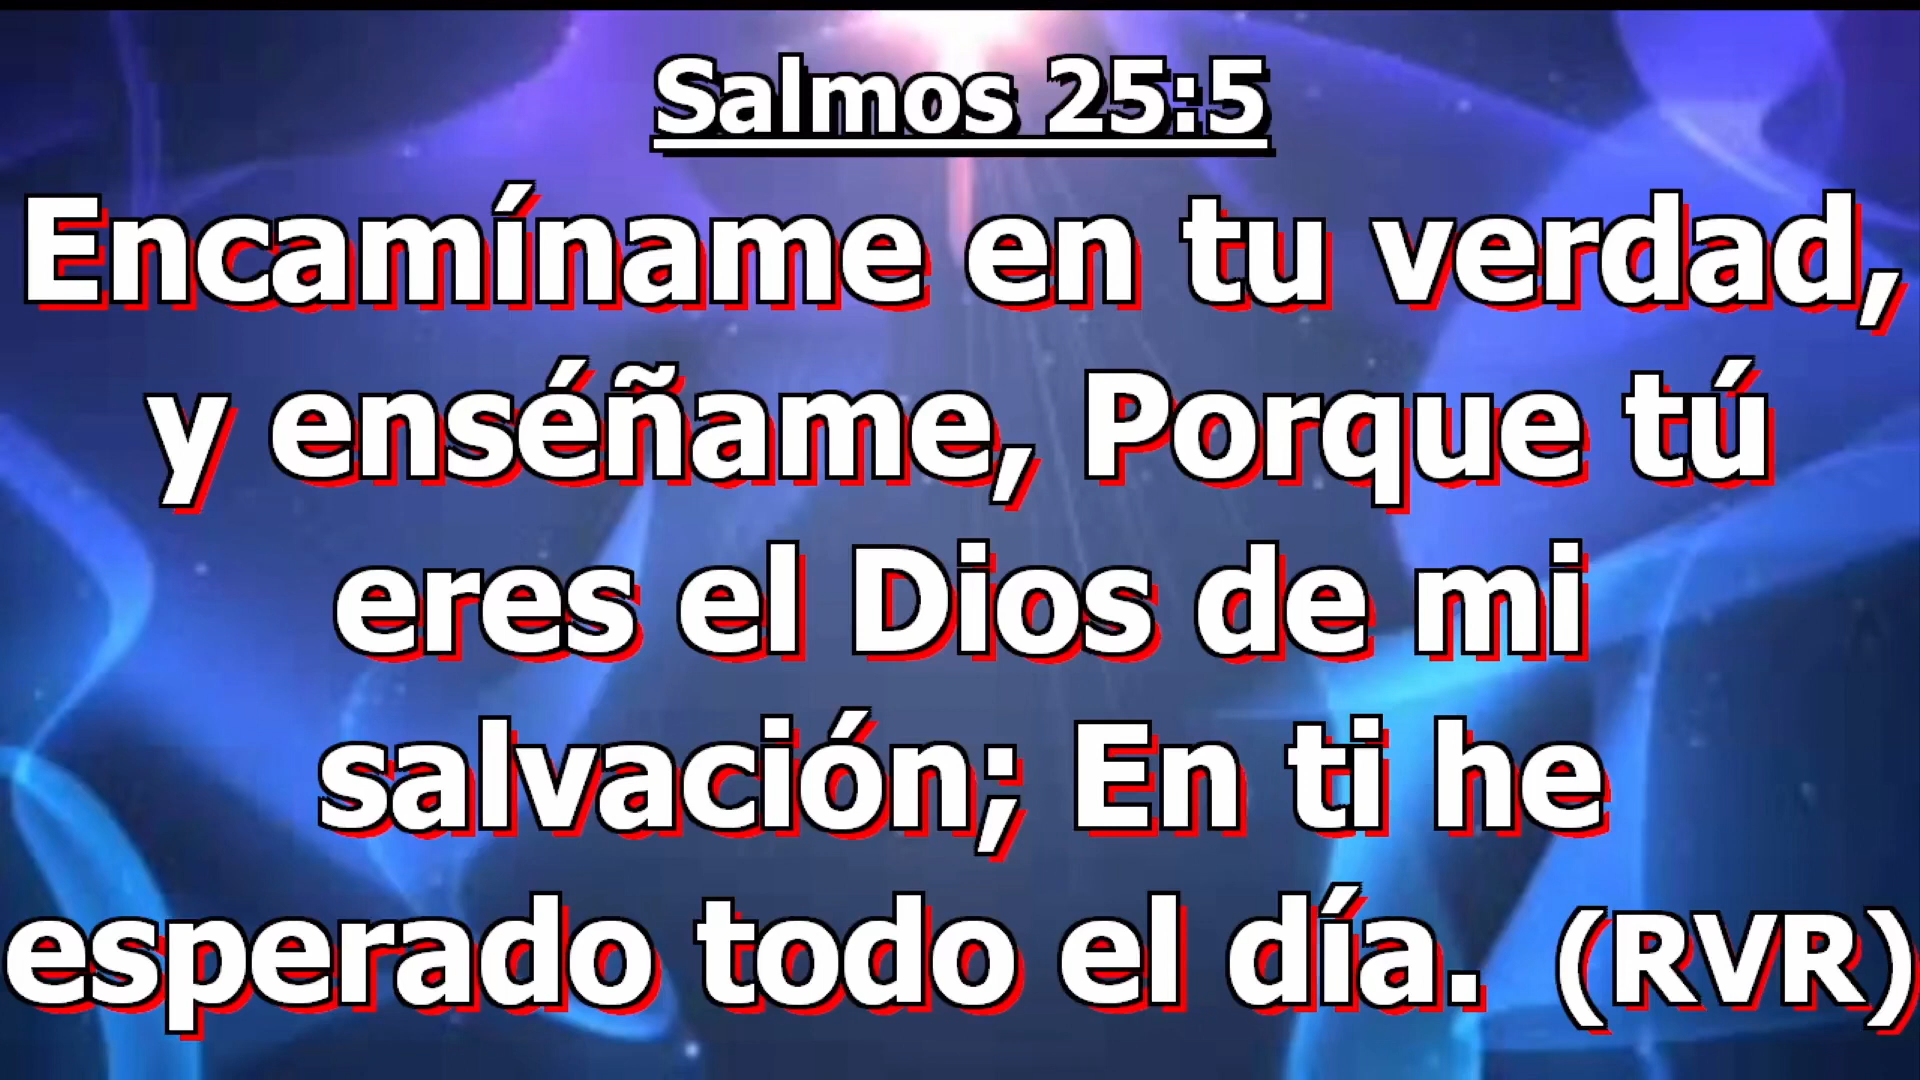 Salmos 25:5
Encamíname en tu verdad,
y enséñame, Porque tú
eres el Dios de mi
salvación; En ti he
esperado todo el día. (RVR)